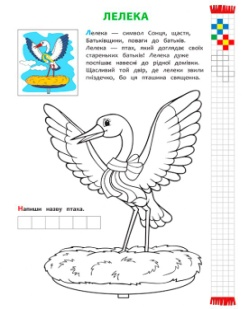 ЛЕЛЕКА
Лелека — символ Сонця, щастя,
Батьківщини, поваги до батьків.
Лелека — птах, який доглядає своїх
стареньких батьків! Лелека дуже
поспішає навесні до рідної домівки.
Щасливий той двір, де лелеки звили
гніздечко, бо ця пташина священна.
Напиши назву птаха.